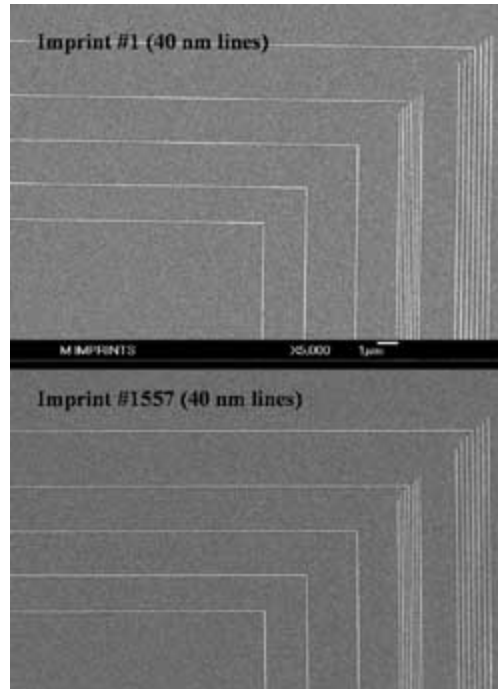 Imprint #1 (40 nm lines)
M IMPRINTS X5,000 1μm
Imprint #1557 (40 nm lines)